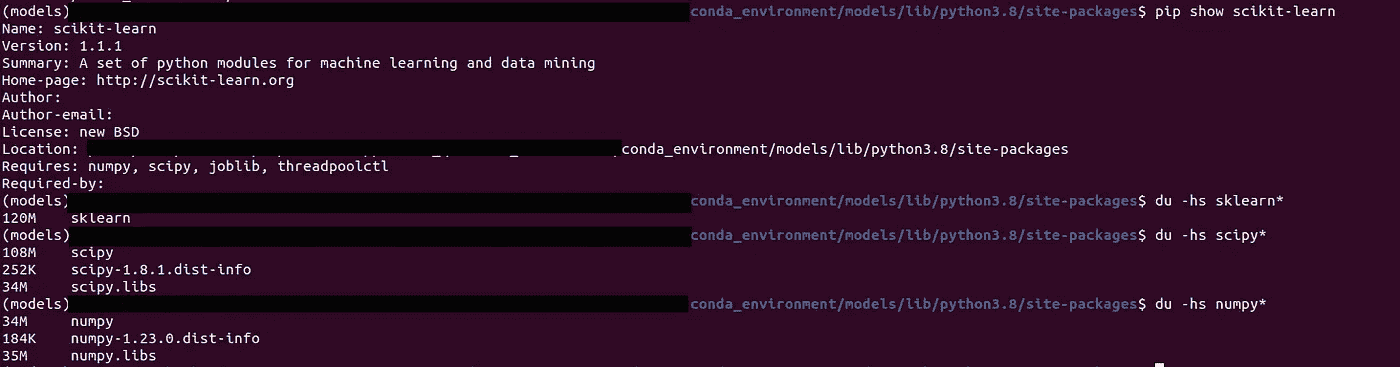 (models) conda_environment/models/lib/python3.8/site-packages$ pip show scikit-learn
Name: scikit-learn
Version: 1.1.1
Summary: A set of python modules for machine learning and data mining
Home-page: http://scikit-learn.org
Author:
Author-email:
License: new BSD
Location: conda_environment/models/lib/python3.8/site-packages
Requires: numpy, scipy, joblib, threadpoolctl
Required-by:
(models) conda_environment/models/lib/python3.8/site-packages$ du -hs sklearn*
120M sklearn
(models) conda_environment/models/lib/python3.8/site-packages$ du -hs scipy*
108M scipy
252K scipy-1.8.1.dist-info
34M scipy.libs
(models) conda_environment/models/lib/python3.8/site-packages$ du -hs numpy*
34M numpy
184K numpy-1.23.0.dist-info
35M numpy.libs